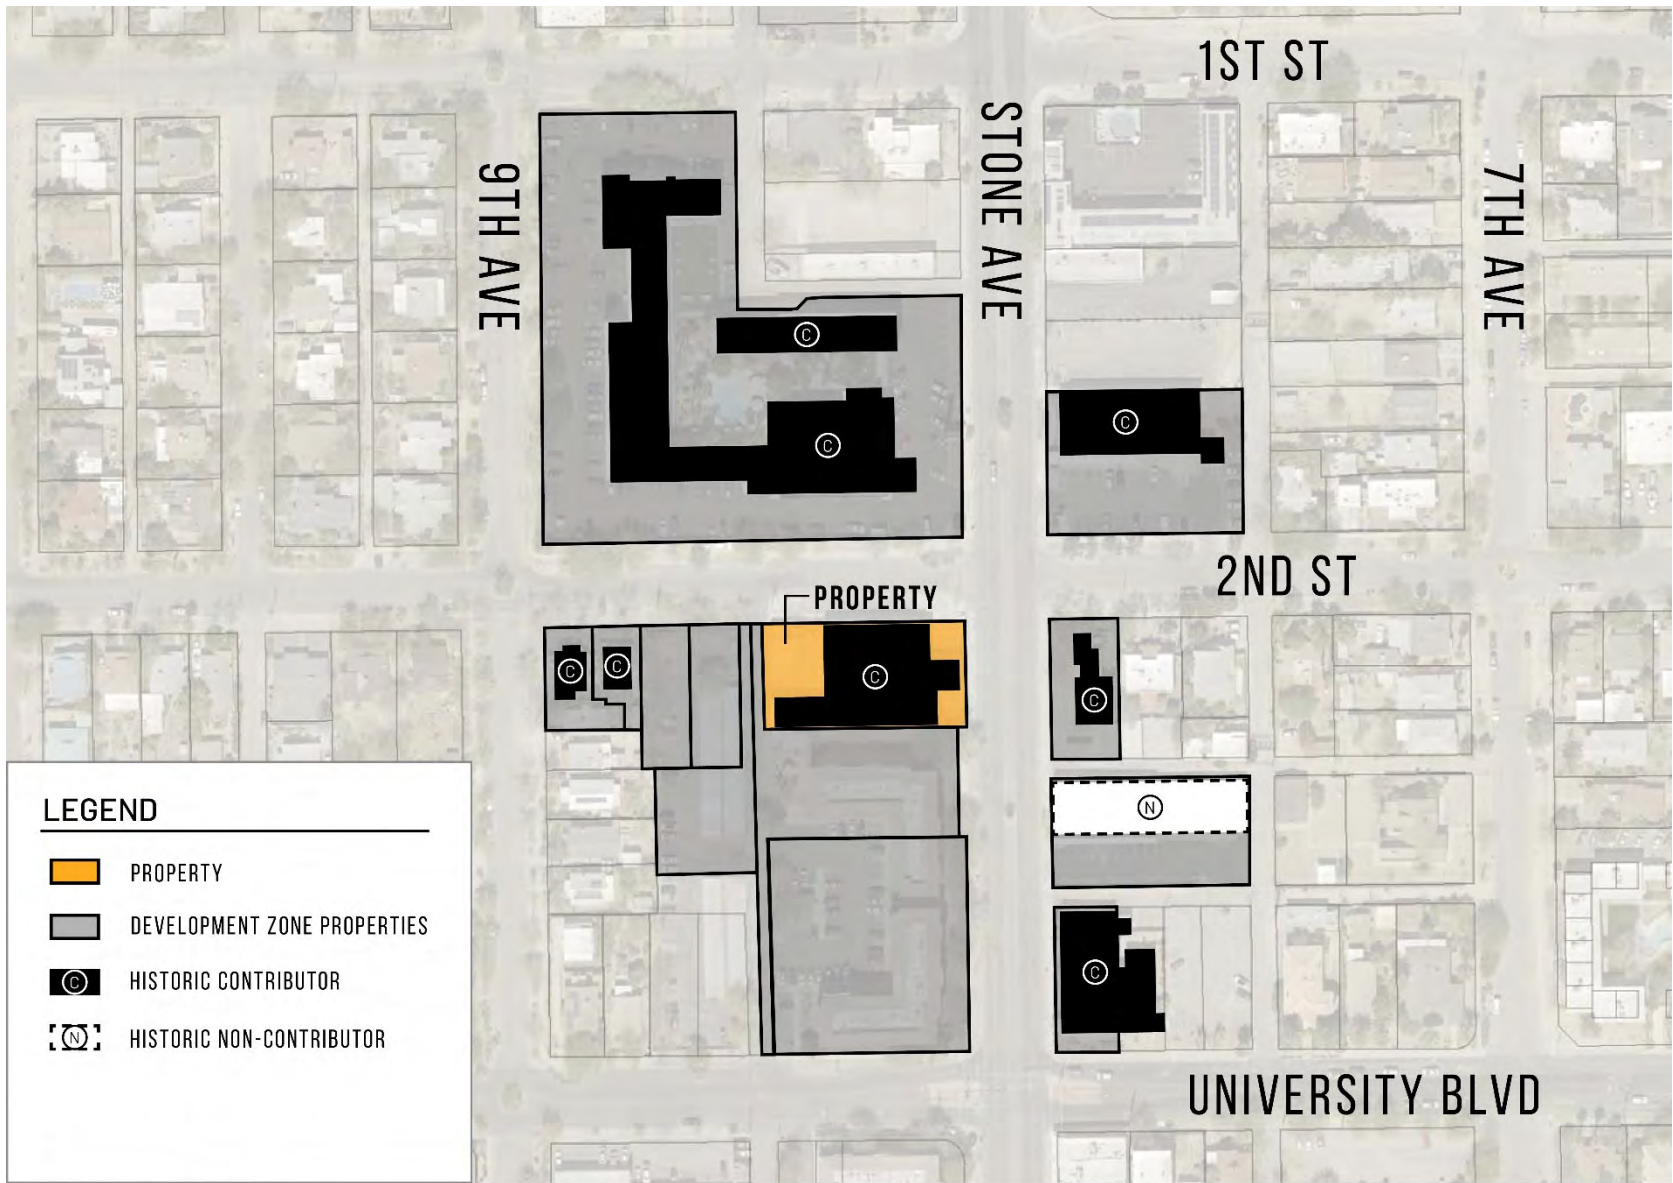 1ST ST
STONE AVE
9TH AVE
7TH AVE
C
C
C
2ND ST
PROPERTY
C
C
C
C
N
C
UNIVERSITY BLVD
LEGEND
PROPERTY
DEVELOPMENT ZONE PROPERTIES
C HISTORIC CONTRIBUTOR
N HISTORIC NON-CONTRIBUTOR